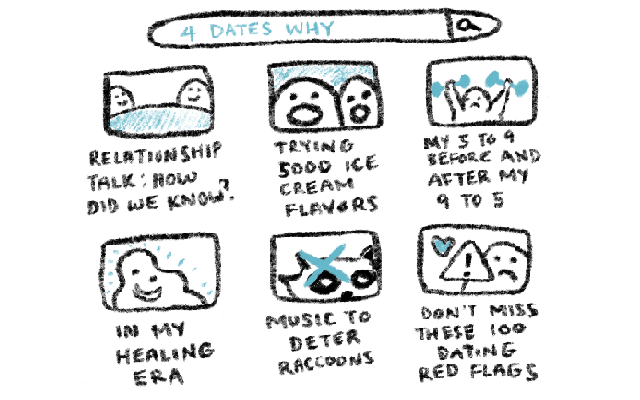 4 DATES WHY
RELATIONSHIP
TALK: HOW
DID WE KNOW?
TRYING
5000 ICE
CREAM
FLAVORS
MY 5 TO 9
BEFORE AND
AFTER MY
9 TO 5
IN MY
HEALING
ERA
MUSIC TO
DETER
RACCOONS
DON'T MISS
THESE 100
DATING
RED FLAGS